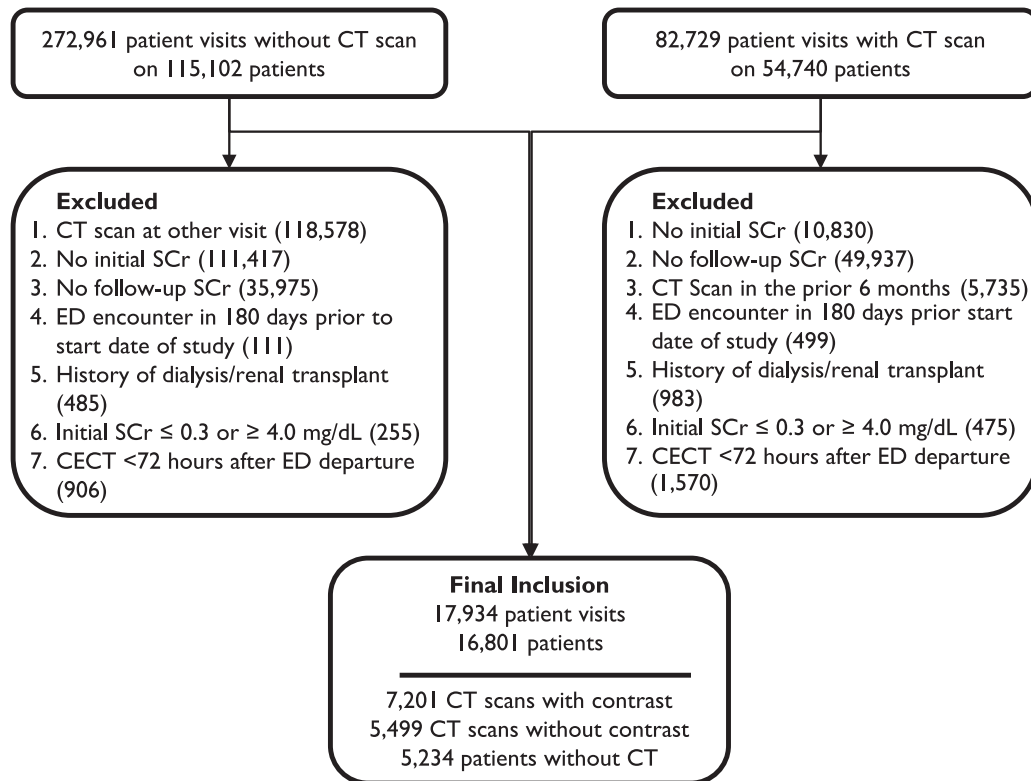 272,961 patient visits without CT scan
on 115,102 patients
82,729 patient visits with CT scan
on 54,740 patients
Excluded
1. CT scan at other visit (118,578)
2. No initial SCr (111,417)
3. No follow-up SCr (35,975)
4. ED encounter in 180 days prior to
start date of study (111)
5. History of dialysis/renal transplant
(485)
6. Initial SCr ≤ 0.3 or ≥ 4.0 mg/dL (255)
7. CECT <72 hours after ED departure
(906)
Excluded
1. No initial SCr (10,830)
2. No follow-up SCr (49,937)
3. CT Scan in the prior 6 months (5,735)
4. ED encounter in 180 days prior start
date of study (499)
5. History of dialysis/renal transplant
(983)
6. Initial SCr ≤ 0.3 or ≥ 4.0 mg/dL (475)
7. CECT <72 hours after ED departure
(1,570)
Final Inclusion
17,934 patient visits
16,801 patients
7,201 CT scans with contrast
5,499 CT scans without contrast
5,234 patients without CT